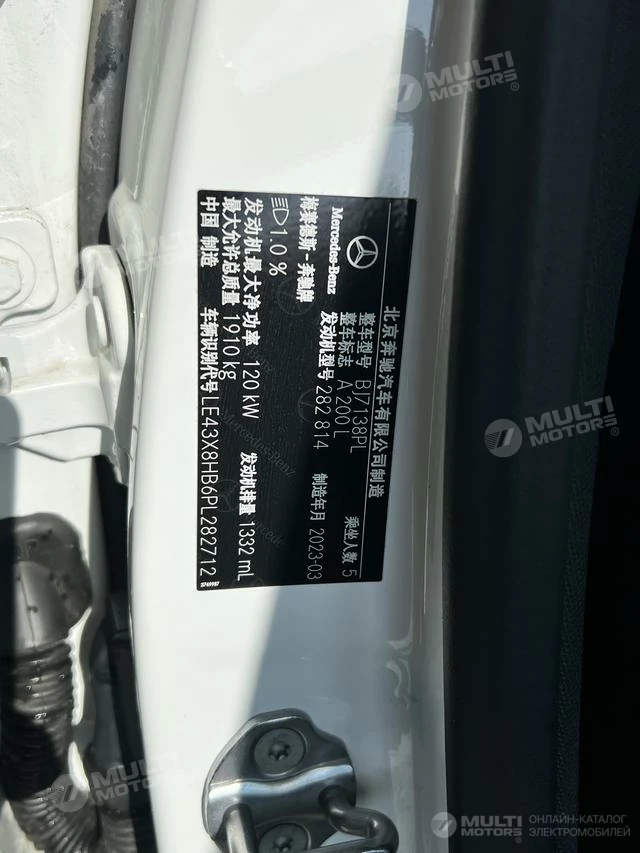 北京奔驰汽车有限公司制造
整车型号 BJ7138PL 乘坐人数 5
整车标志 A 200 L
发动机型号 282 814 制造年月 2023-03
Mercedes-Benz
梅赛德斯-奔驰牌
1.0 %
发动机最大净功率 120 kW 发动机排量 1332 mL
最大允许总质量 1910 kg
车辆识别代号 LE43X8HB6PL282712
中国 制造
MULTI
MOTORS®
MULTI
MOTORS®
MULTI
MOTORS®
MULTI
MOTORS®
ОНЛАЙН-КАТАЛОГ
ЭЛЕКТРОМОБИЛЕЙ